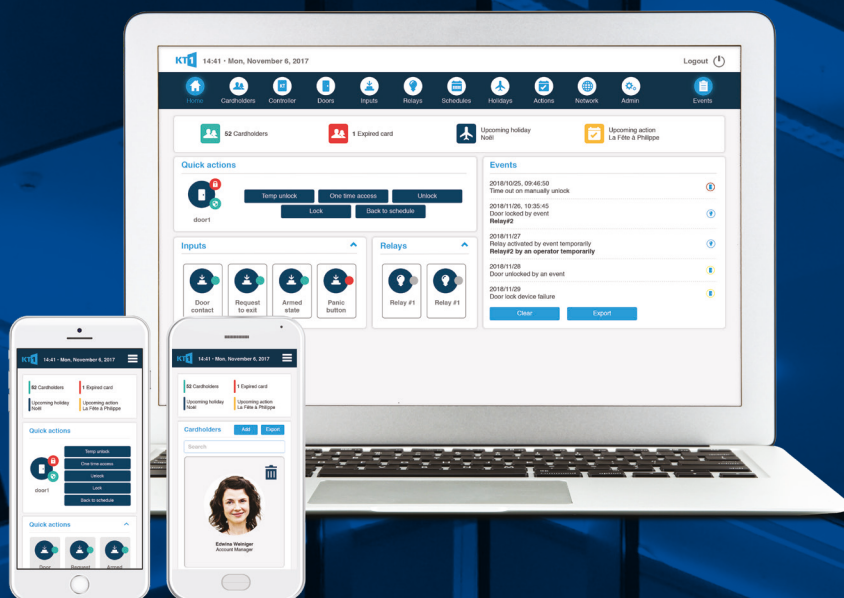 KT1 14:41 · Mon, November 6, 2017
Logout
Home Cardholders Controller Doors Inputs Relays Schedules Holidays Actions Network Admin Events
52 Cardholders
1 Expired card
Upcoming holiday
Noël
Upcoming action
La Fête à Philippe
Quick actions
door1
Temp unlock One time access Unlock
Lock Back to schedule
Inputs
Door
contact
Request
to exit
Armed
state
Panic
button
Relays
Relay #1
Relay #1
Events
2018/10/25, 09:46:50
Time out on manually unlock
2018/11/26, 10:35:45
Door locked by event
Relay#2
2018/11/27
Relay activated by event temporarily
Relay#2 by an operator temporarily
2018/11/28
Door unlocked by an event
2018/11/29
Door lock device failure
Clear Export
KT1 14:41 · Mon, November 6, 2017
52 Cardholders
1 Expired card
Upcoming holiday
Noël
Upcoming action
La Fête à Philippe
Quick actions
door1
Temp unlock
One time access
Unlock
Lock
Back to schedule
Quick actions
Door Request Armed
KT1 14:41 · Mon, November 6, 2017
52 Cardholders
1 Expired card
Upcoming holiday
Noël
Upcoming action
La Fête à Philippe
Cardholders Add Export
Search
Edwina Weiniger
Account Manager